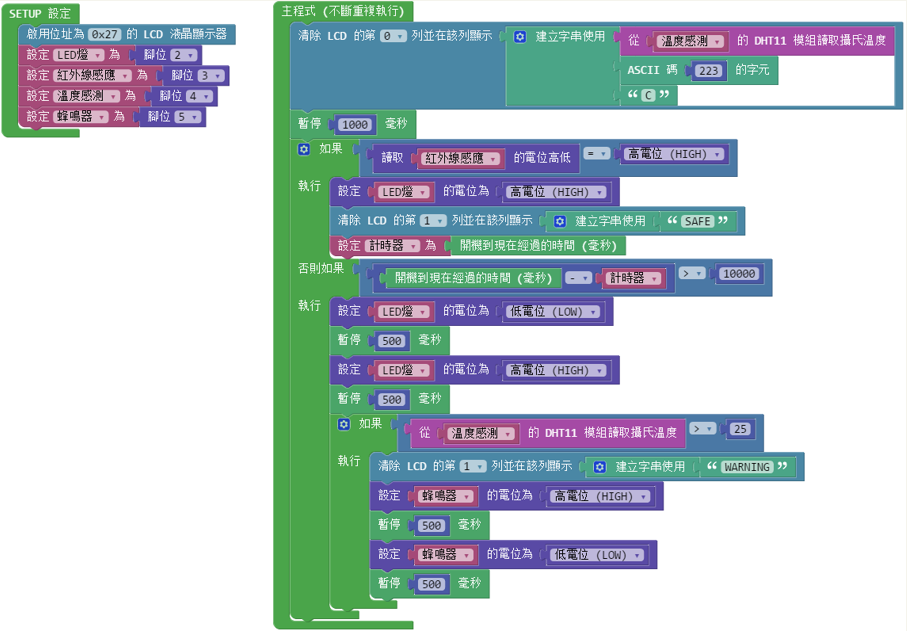 SETUP 設定
啟用位址為 0x27 的 LCD 液晶顯示器
設定 LED燈 為 腳位 2
設定 紅外線感應 為 腳位 3
設定 溫度感測 為 腳位 4
設定 蜂鳴器 為 腳位 5
主程式 (不斷重複執行)
清除 LCD 的第 0 列並在該列顯示 建立字串使用 從 溫度感測 的 DHT11 模組讀取攝氏溫度
ASCII 碼 223 的字元
“ C ”
暫停 1000 毫秒
如果 讀取 紅外線感應 的電位高低 = 高電位 (HIGH)
執行 設定 LED燈 的電位為 高電位 (HIGH)
清除 LCD 的第 1 列並在該列顯示 建立字串使用 “ SAFE ”
設定 計時器 為 開機到現在經過的時間 (毫秒)
否則如果 開機到現在經過的時間 (毫秒) - 計時器 > 10000
執行 設定 LED燈 的電位為 低電位 (LOW)
暫停 500 毫秒
設定 LED燈 的電位為 高電位 (HIGH)
暫停 500 毫秒
如果 從 溫度感測 的 DHT11 模組讀取攝氏溫度 > 25
執行 清除 LCD 的第 1 列並在該列顯示 建立字串使用 “ WARNING ”
設定 蜂鳴器 的電位為 高電位 (HIGH)
暫停 500 毫秒
設定 蜂鳴器 的電位為 低電位 (LOW)
暫停 500 毫秒